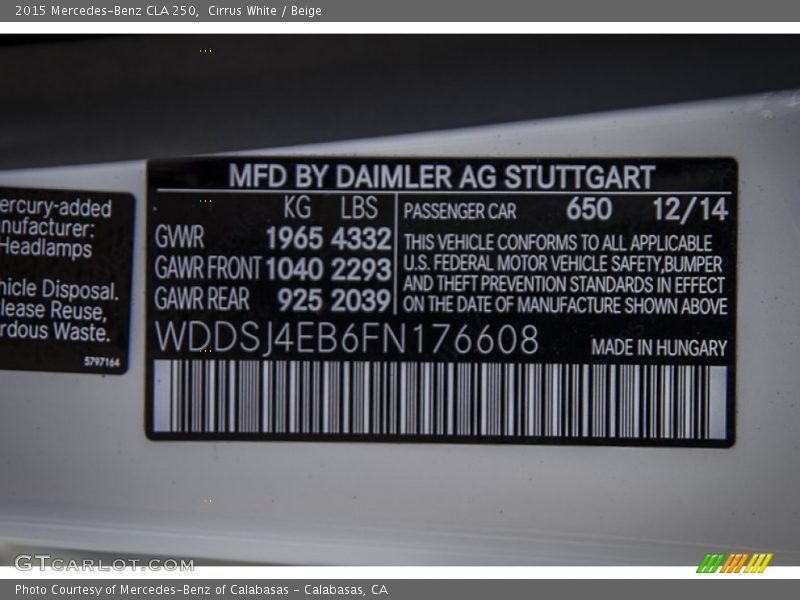 2015 Mercedes-Benz CLA 250, Cirrus White / Beige
MFD BY DAIMLER AG STUTTGART
KG LBS
GWR 1965 4332
GAWR FRONT 1040 2293
GAWR REAR 925 2039
PASSENGER CAR 650 12/14
THIS VEHICLE CONFORMS TO ALL APPLICABLE
U.S. FEDERAL MOTOR VEHICLE SAFETY,BUMPER
AND THEFT PREVENTION STANDARDS IN EFFECT
ON THE DATE OF MANUFACTURE SHOWN ABOVE
WDDSJ4EB6FN176608
MADE IN HUNGARY
ercury-added
nufacturer:
Headlamps
hicle Disposal.
lease Reuse,
rdous Waste.
5797164
GTCARLOT.COM
Photo Courtesy of Mercedes-Benz of Calabasas - Calabasas, CA